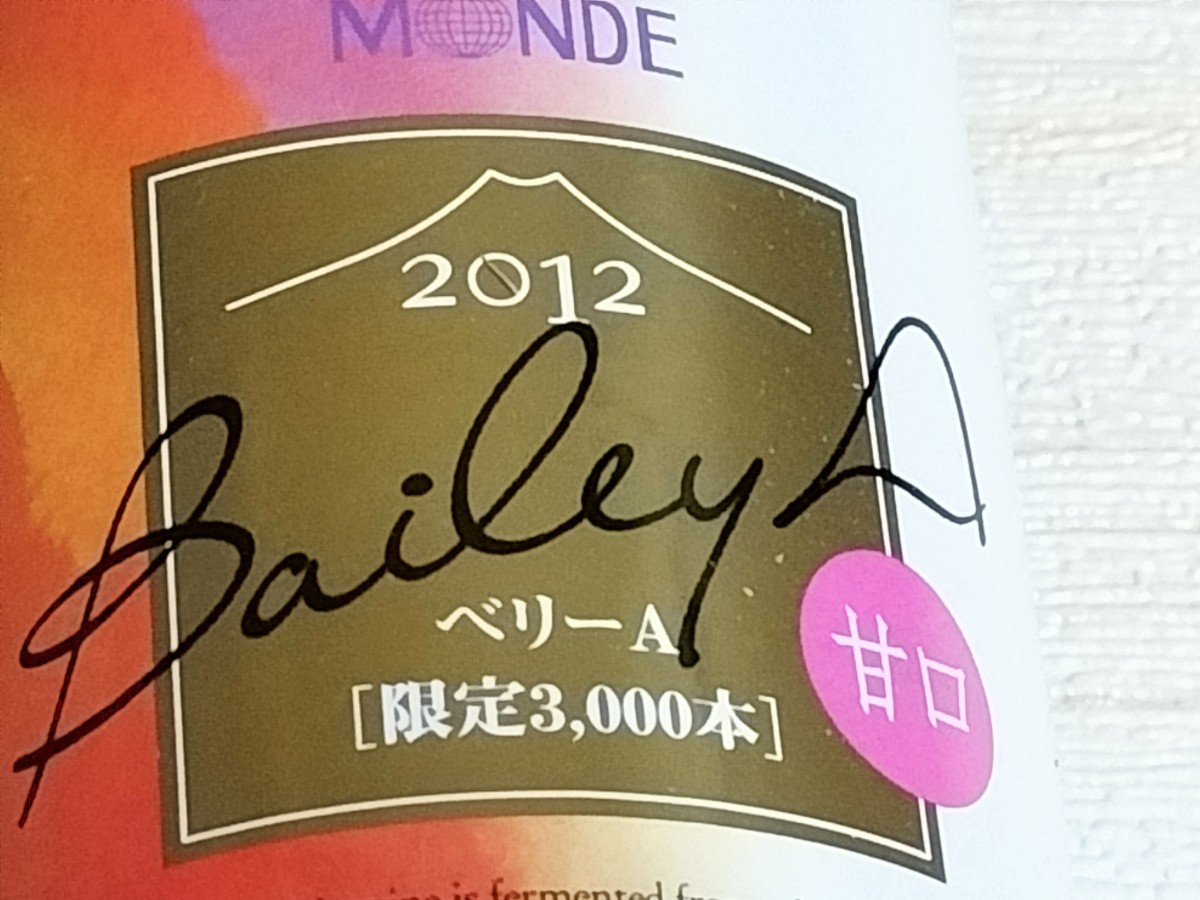 MONDE
2012
Bailey A
ベリーA
[限定3,000本]
甘口
is fermented